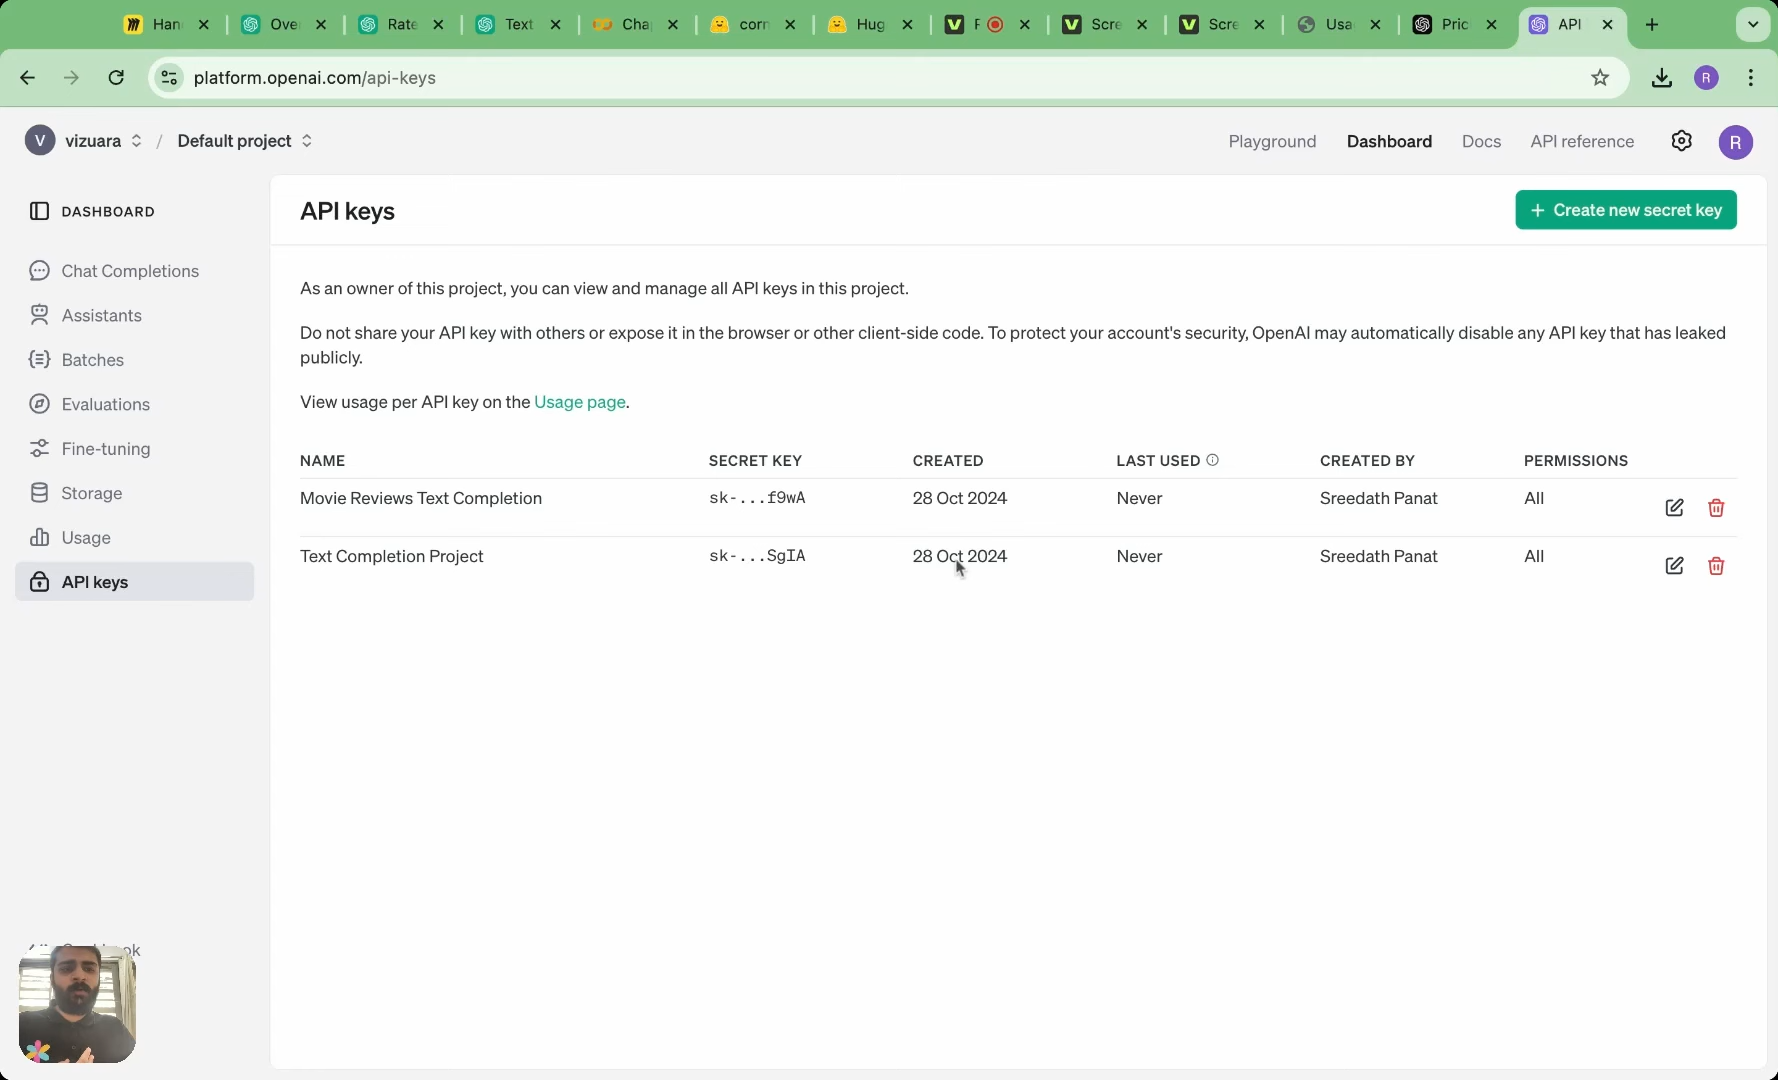 Han
Ove
Rate
Text
Cha
corn
Hug
Scre
Scre
Usa
Pric
API
platform.openai.com/api-keys
R
V
vizuara / Default project
Playground
Dashboard
Docs
API reference
R
DASHBOARD
Chat Completions
Assistants
Batches
Evaluations
Fine-tuning
Storage
Usage
API keys
API keys
+ Create new secret key
As an owner of this project, you can view and manage all API keys in this project.
Do not share your API key with others or expose it in the browser or other client-side code. To protect your account's security, OpenAI may automatically disable any API key that has leaked
publicly.
View usage per API key on the Usage page.
NAME SECRET KEY CREATED LAST USED CREATED BY PERMISSIONS
Movie Reviews Text Completion sk-...f9wA 28 Oct 2024 Never Sreedath Panat All
Text Completion Project sk-...SgIA 28 Oct 2024 Never Sreedath Panat All